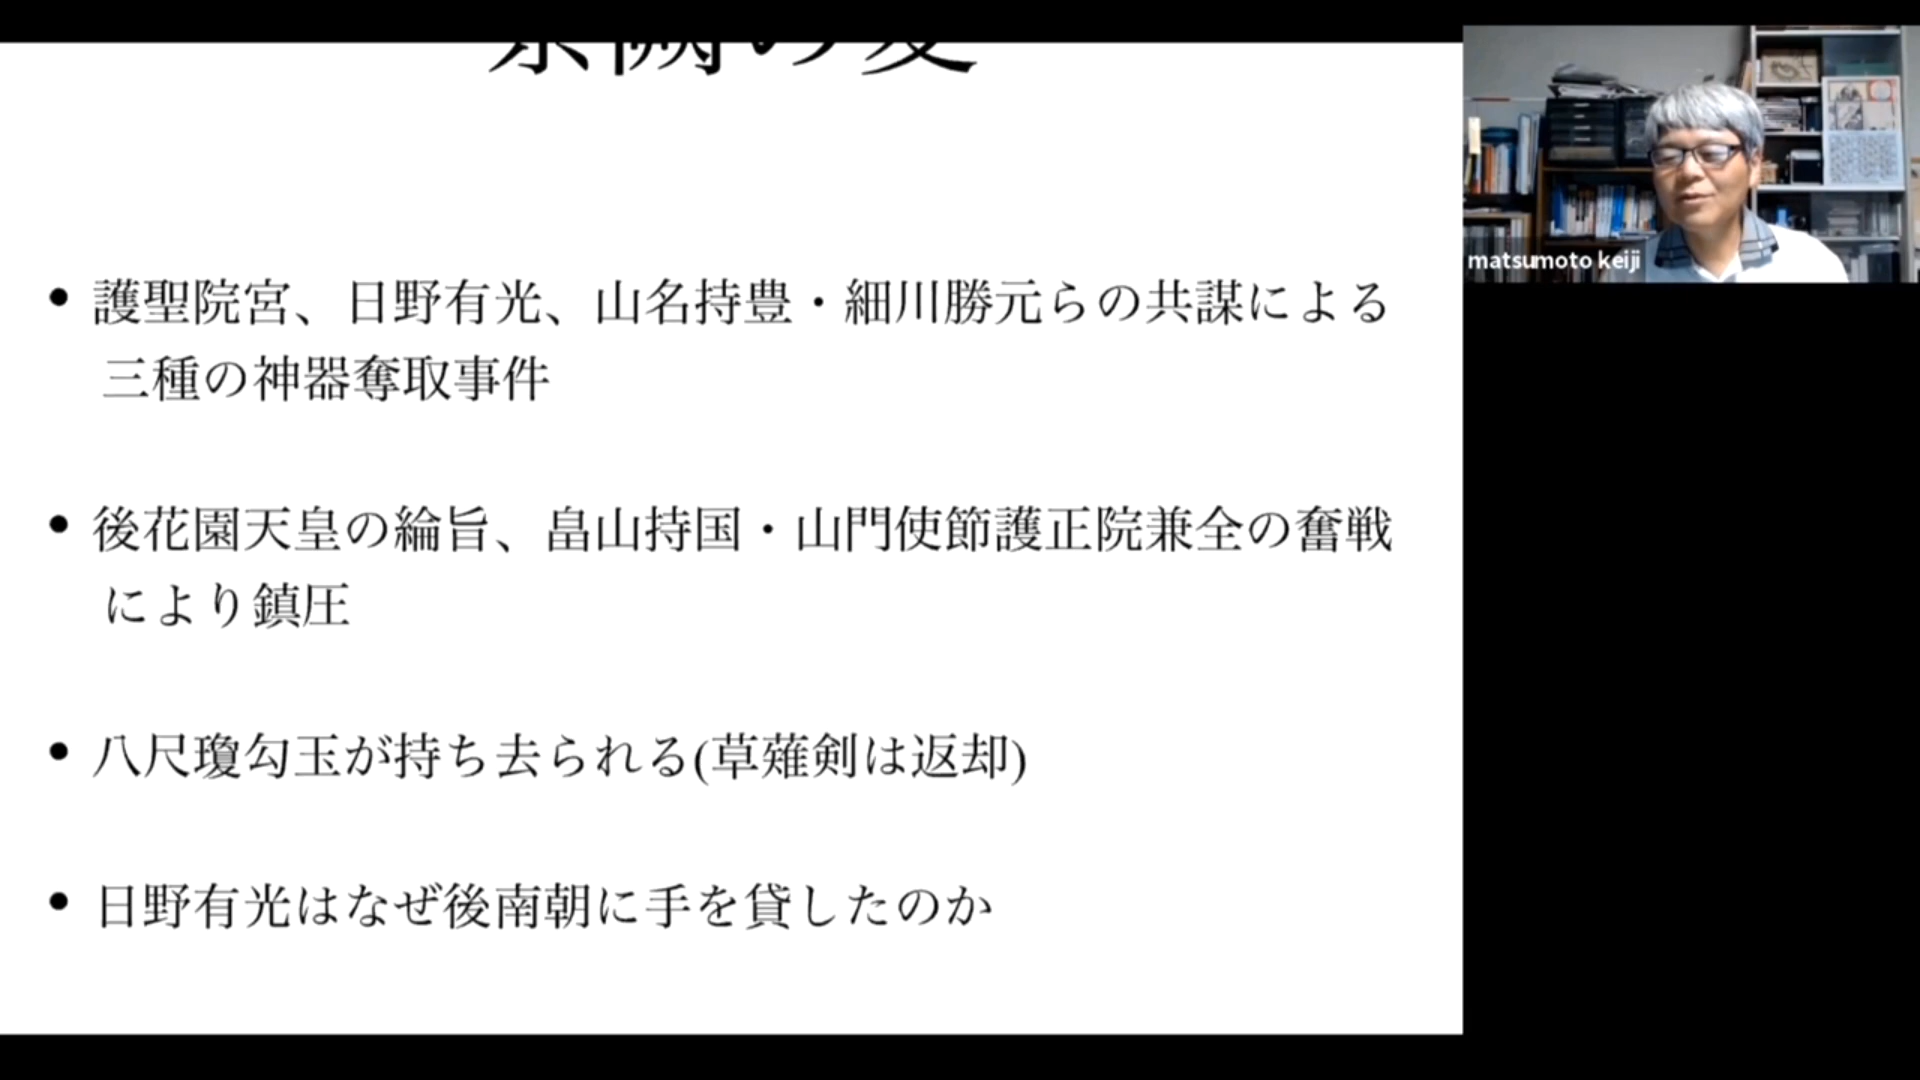 禁闕の変
・護聖院宮、日野有光、山名持豊・細川勝元らの共謀による
三種の神器奪取事件
・後花園天皇の綸旨、畠山持国・山門使節護正院兼全の奮戦
により鎮圧
・八尺瓊勾玉が持ち去られる(草薙剣は返却)
・日野有光はなぜ後南朝に手を貸したのか
matsumoto keiji